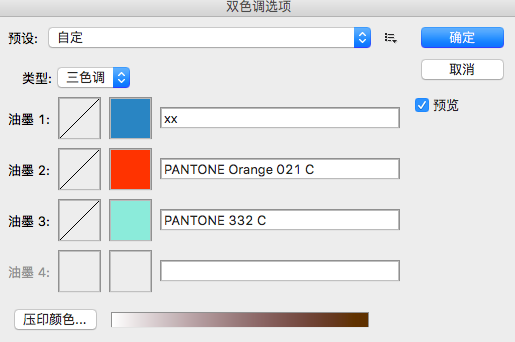 双色调选项
预设: 自定 确定
类型: 三色调 取消
预览
油墨 1: xx
油墨 2: PANTONE Orange 021 C
油墨 3: PANTONE 332 C
油墨 4:
压印颜色...